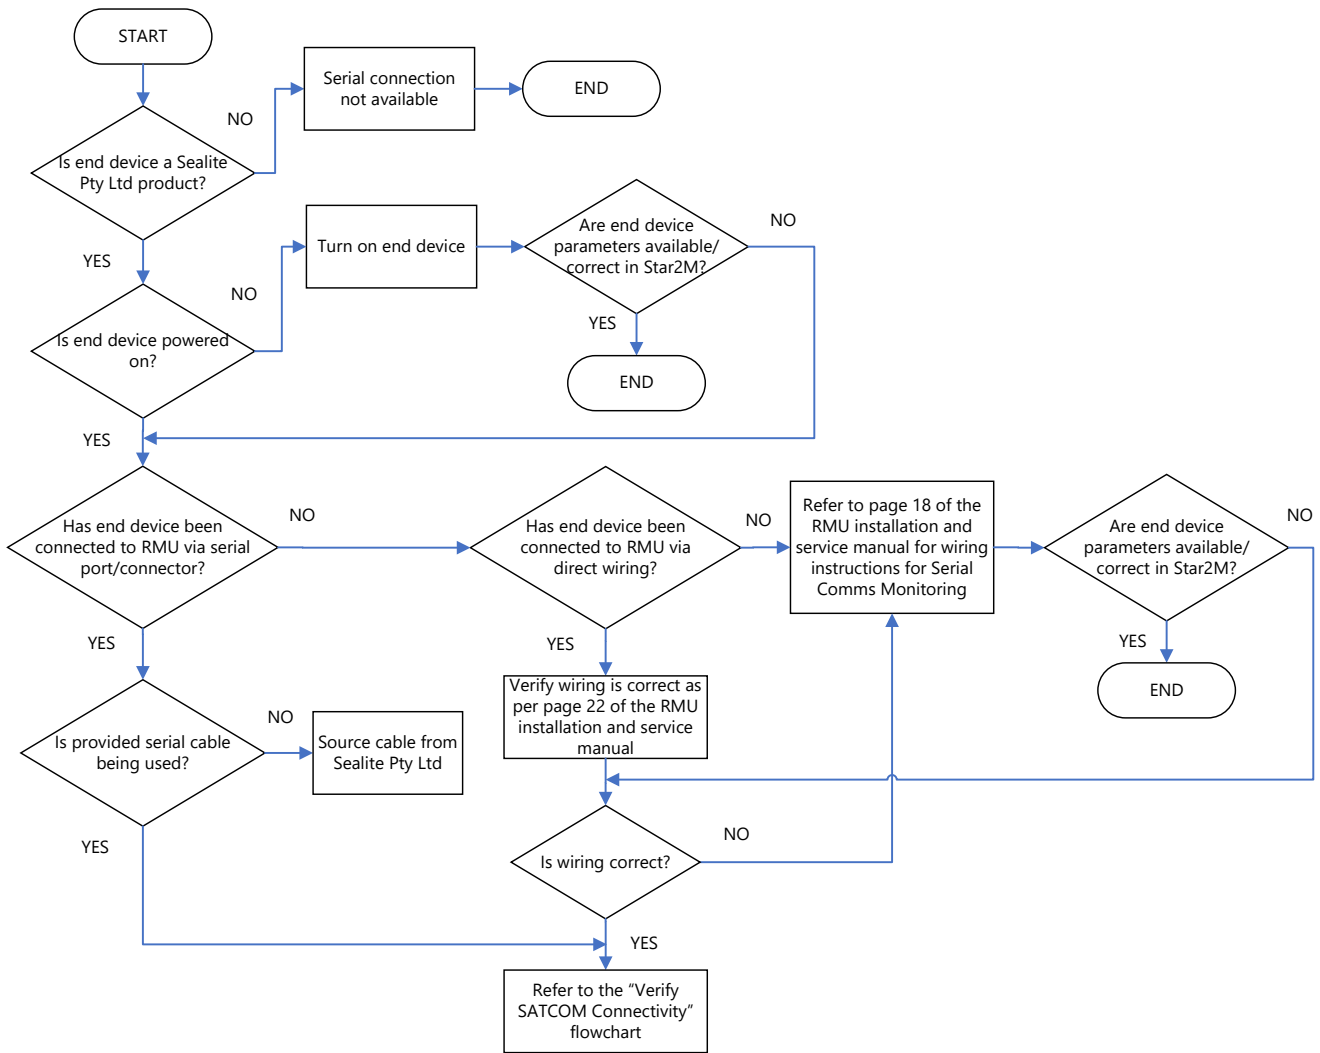 START
Serial connection
not available
END
NO
Is end device a Sealite
Pty Ltd product?
YES
Turn on end device
Are end device
parameters available/
correct in Star2M?
NO
NO
YES
Is end device powered
on?
END
YES
Has end device been
connected to RMU via serial
port/connector?
NO
Has end device been
connected to RMU via
direct wiring?
NO
Refer to page 18 of the
RMU installation and
service manual for wiring
instructions for Serial
Comms Monitoring
Are end device
parameters available/
correct in Star2M?
NO
YES
YES
YES
END
Verify wiring is correct as
per page 22 of the RMU
installation and service
manual
Is provided serial cable
being used?
NO
Source cable from
Sealite Pty Ltd
YES
Is wiring correct?
NO
YES
Refer to the “Verify
SATCOM Connectivity”
flowchart